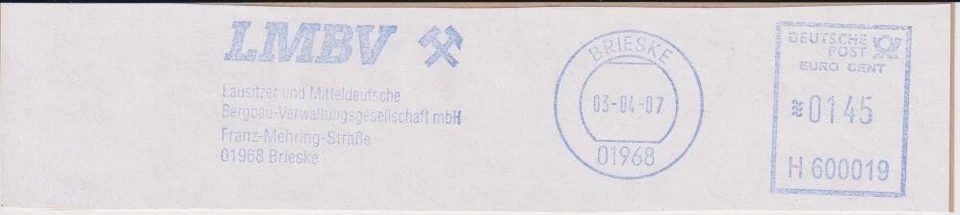 LMBV
Lausitzer und Mitteldeutsche
Bergbau-Verwaltungsgesellschaft mbH
Franz-Mehring-Straße
01968 Brieske
BRIESKE
03-04-07
01968
DEUTSCHE
POST
EURO CENT
0145
H 600019